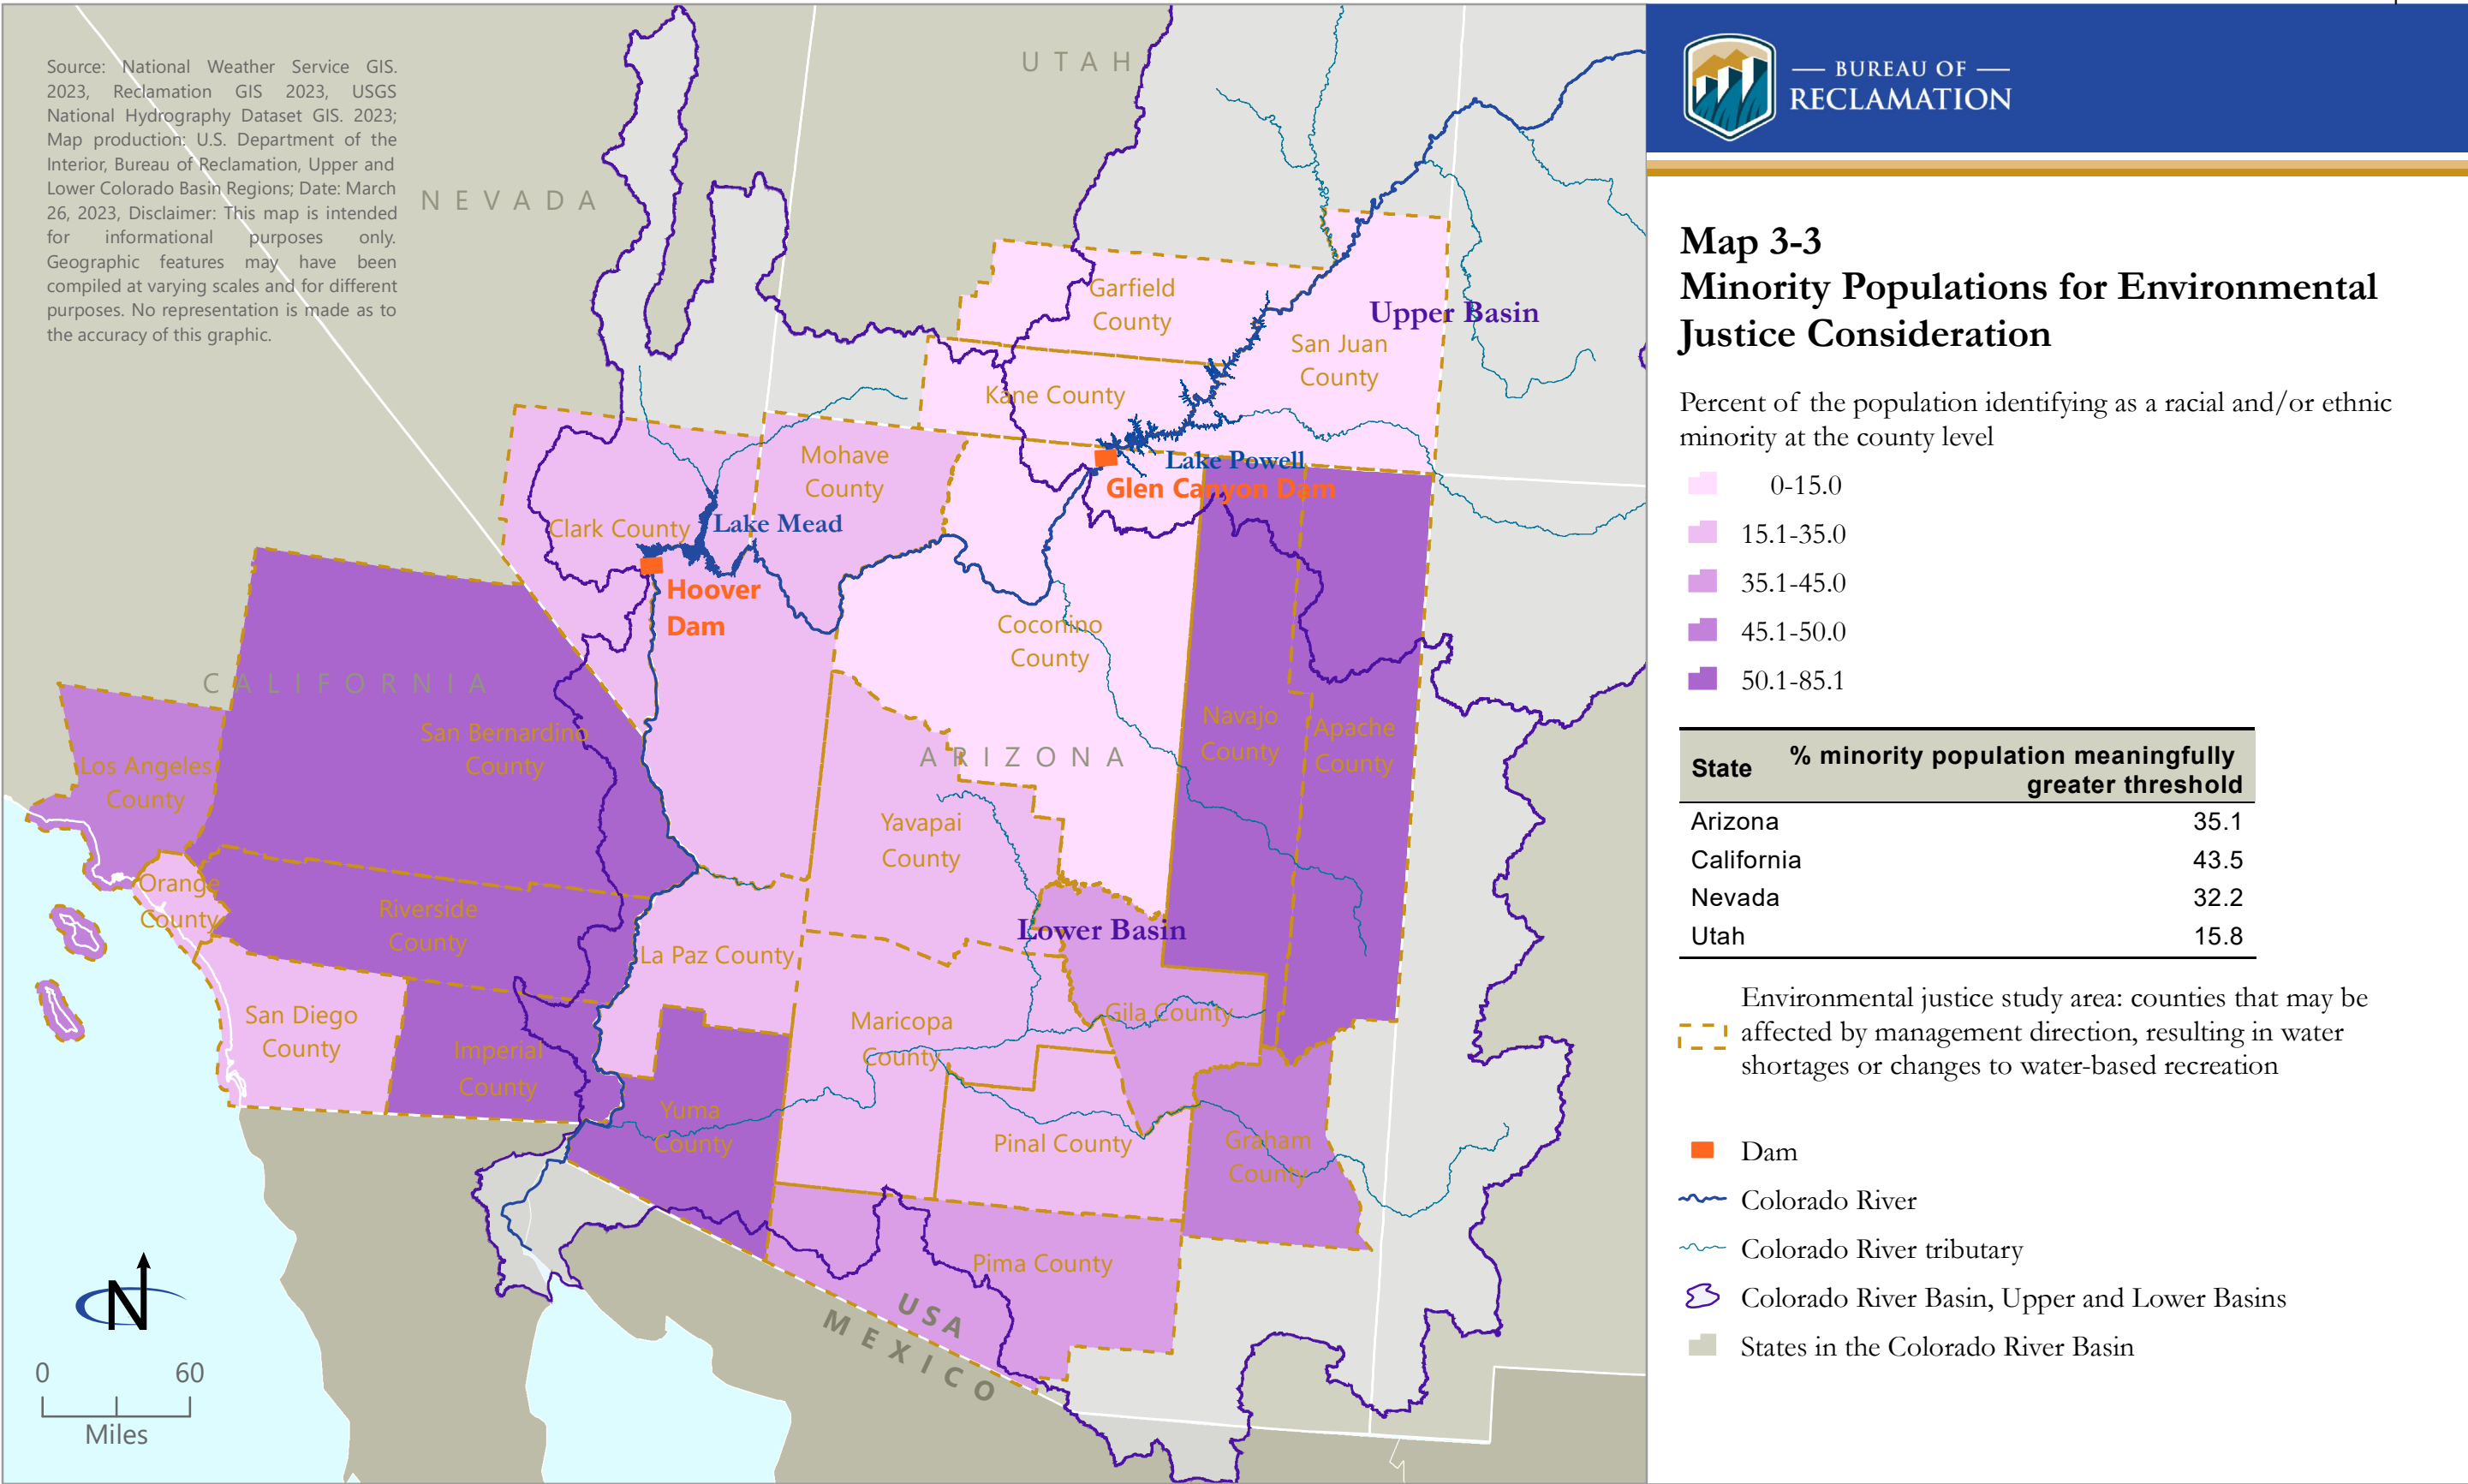 Source: National Weather Service GIS.
2023, Reclamation GIS 2023, USGS
National Hydrography Dataset GIS. 2023;
Map production: U.S. Department of the
Interior, Bureau of Reclamation, Upper and
Lower Colorado Basin Regions; Date: March
26, 2023, Disclaimer: This map is intended
for informational purposes only.
Geographic features may have been
compiled at varying scales and for different
purposes. No representation is made as to
the accuracy of this graphic.
UTAH
NEVADA
Garfield
County
Upper Basin
San Juan
County
Kane County
Mohave
County
Lake Powell
Glen Canyon Dam
Clark County
Lake Mead
Hoover
Dam
Coconino
County
CALIFORNIA
San Bernardino
County
Navajo
County
Apache
County
ARIZONA
Los Angeles
County
Yavapai
County
Orange
County
Riverside
County
Lower Basin
La Paz County
San Diego
County
Maricopa
County
Gila County
Imperial
County
Yuma
County
Pinal County
Graham
County
Pima County
USA
MEXICO
N
0 60
Miles
BUREAU OF
RECLAMATION
Map 3-3
Minority Populations for Environmental
Justice Consideration
Percent of the population identifying as a racial and/or ethnic
minority at the county level
0-15.0
15.1-35.0
35.1-45.0
45.1-50.0
50.1-85.1
State % minority population meaningfully
greater threshold
Arizona 35.1
California 43.5
Nevada 32.2
Utah 15.8
Environmental justice study area: counties that may be
affected by management direction, resulting in water
shortages or changes to water-based recreation
Dam
Colorado River
Colorado River tributary
Colorado River Basin, Upper and Lower Basins
States in the Colorado River Basin